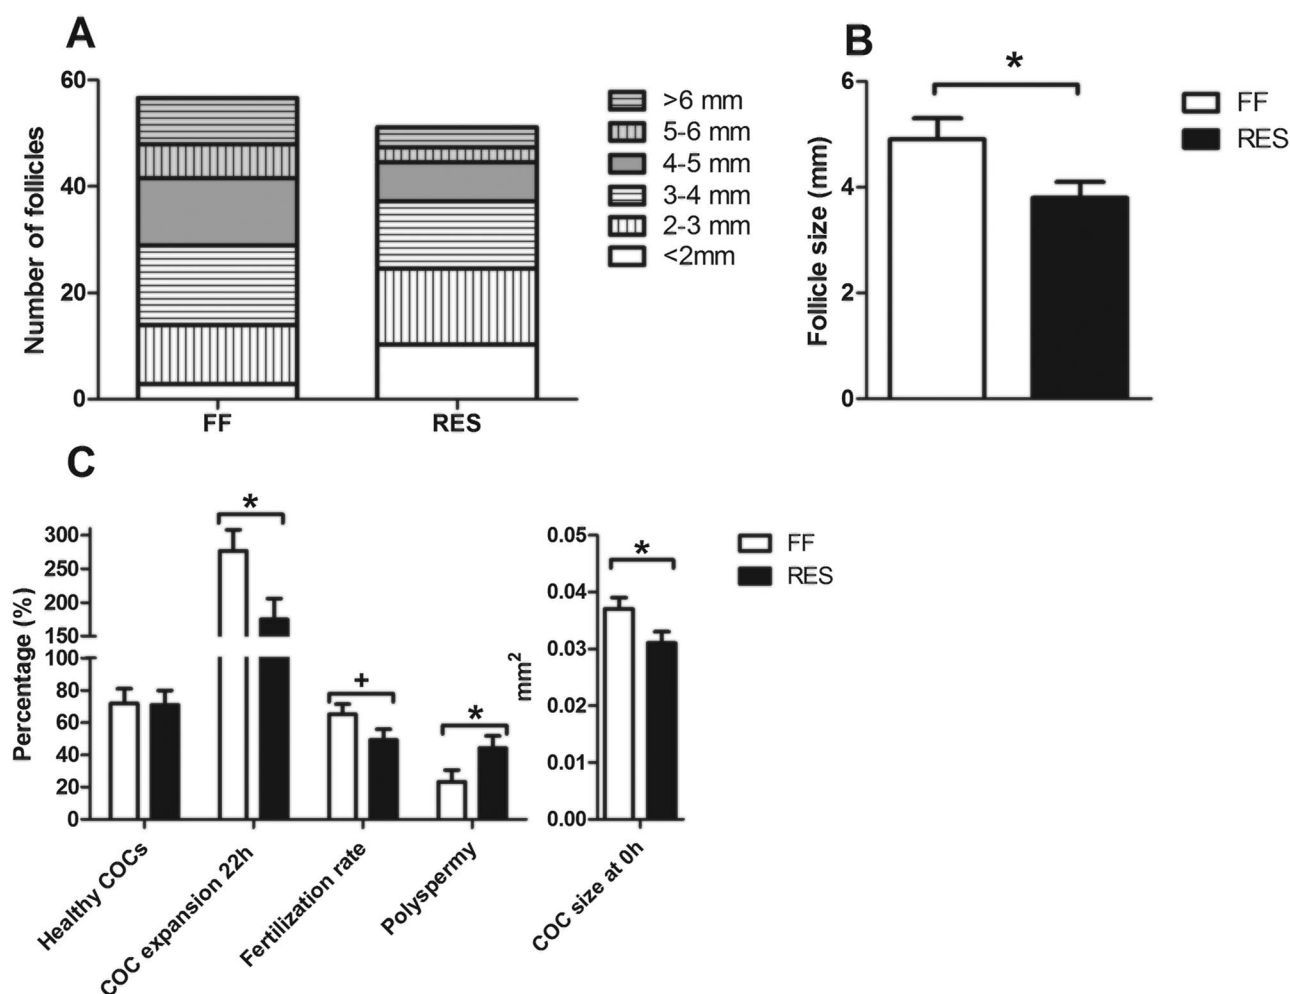 A
Number of follicles
60
40
20
0
FF
RES
>6 mm
5-6 mm
4-5 mm
3-4 mm
2-3 mm
<2mm
B
Follicle size (mm)
6
4
2
0
*
FF
RES
C
Percentage (%)
300
250
200
150
100
80
60
40
20
0
*
+
*
Healthy COCs
COC expansion 22h
Fertilization rate
Polyspermy
mm²
0.05
0.04
0.03
0.02
0.01
0.00
*
COC size at 0h
FF
RES